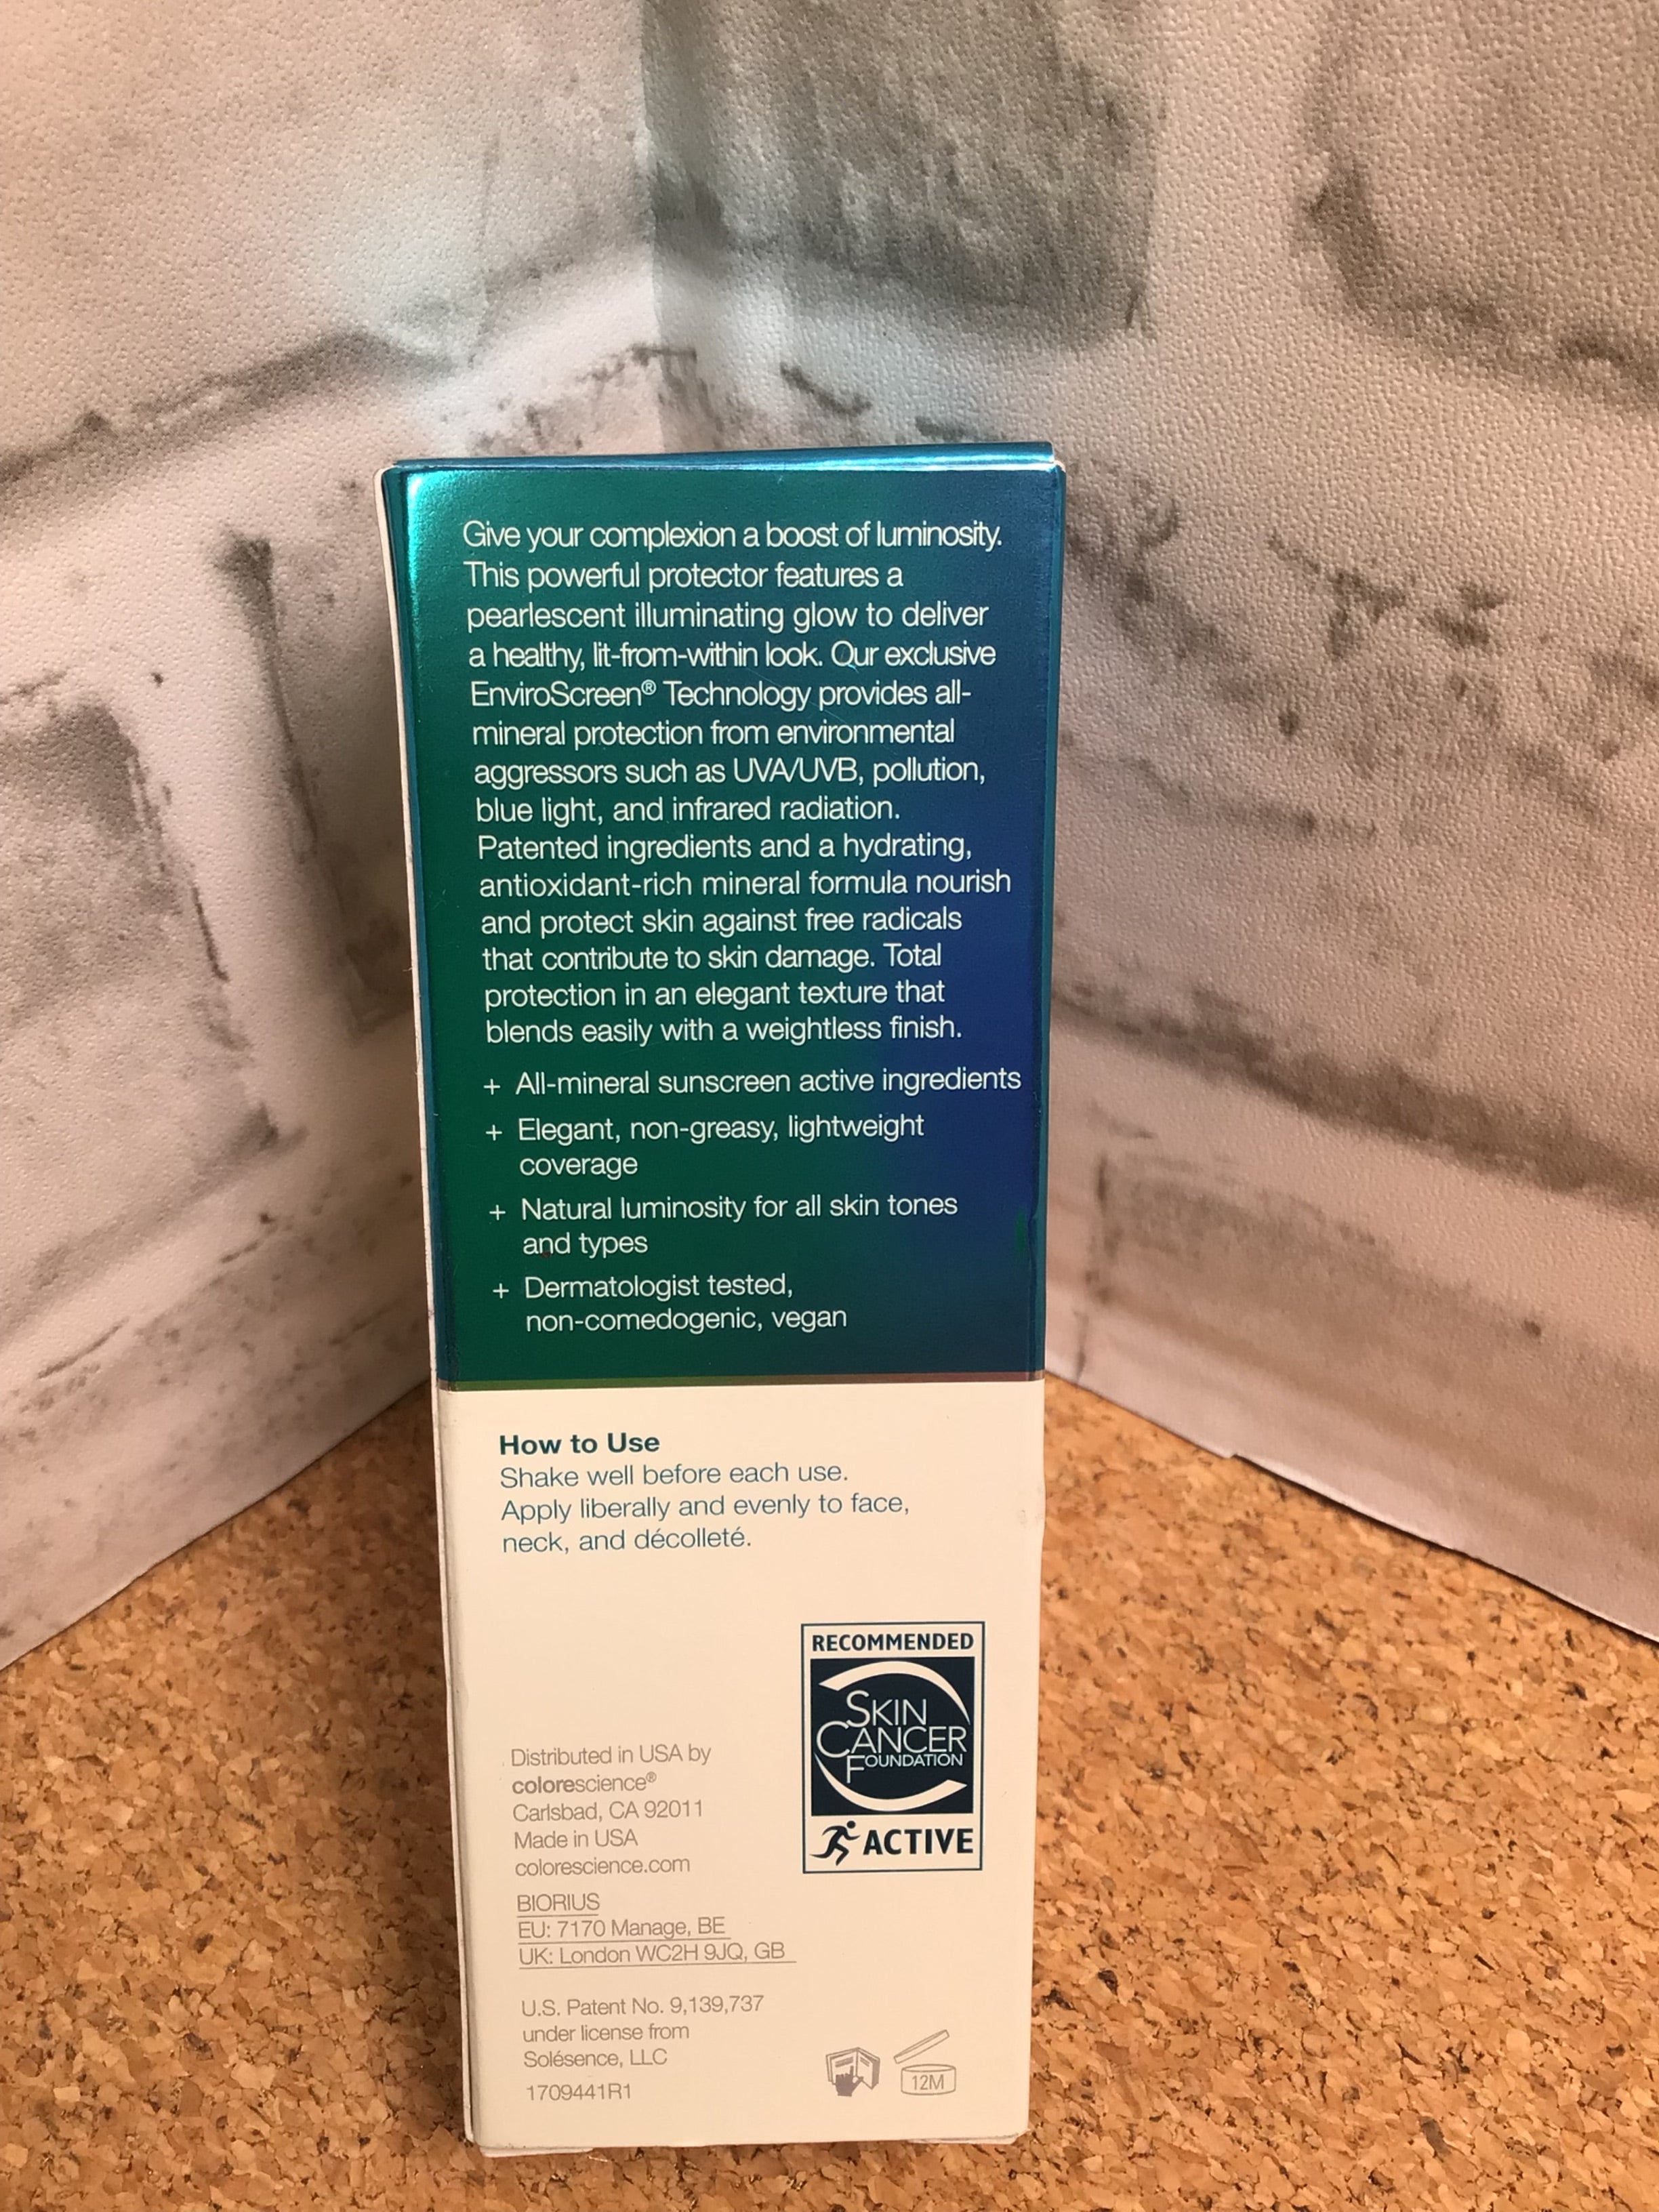 Give your complexion a boost of luminosity.
This powerful protector features a
pearlescent illuminating glow to deliver
a healthy, lit-from-within look. Our exclusive
EnviroScreen® Technology provides all-
mineral protection from environmental
aggressors such as UVA/UVB, pollution,
blue light, and infrared radiation.
Patented ingredients and a hydrating,
antioxidant-rich mineral formula nourish
and protect skin against free radicals
that contribute to skin damage. Total
protection in an elegant texture that
blends easily with a weightless finish.
+ All-mineral sunscreen active ingredients
+ Elegant, non-greasy, lightweight
coverage
+ Natural luminosity for all skin tones
and types
+ Dermatologist tested,
non-comedogenic, vegan
How to Use
Shake well before each use.
Apply liberally and evenly to face,
neck, and décolleté.
RECOMMENDED
SKIN
CANCER
FOUNDATION
ACTIVE
Distributed in USA by
colorescience®
Carlsbad, CA 92011
Made in USA
colorescience.com
BIORIUS
EU: 7170 Manage, BE
UK: London WC2H 9JQ, GB
U.S. Patent No. 9,139,737
under license from
Solésence, LLC
1709441R1
12M